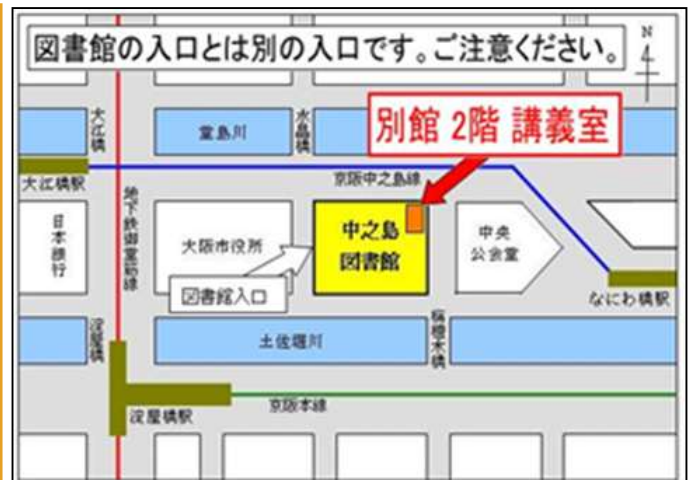 図書館の入口とは別の入口です。ご注意ください。
N
4
大江橋
堂島川
水晶橋
別館 2階 講義室
大江橋駅
京阪中之島線
日本銀行
地下鉄御堂筋線
大阪市役所
中之島
図書館
中央
公会堂
図書館入口
なにわ橋駅
淀屋橋
土佐堀川
栴檀木橋
淀屋橋駅
京阪本線